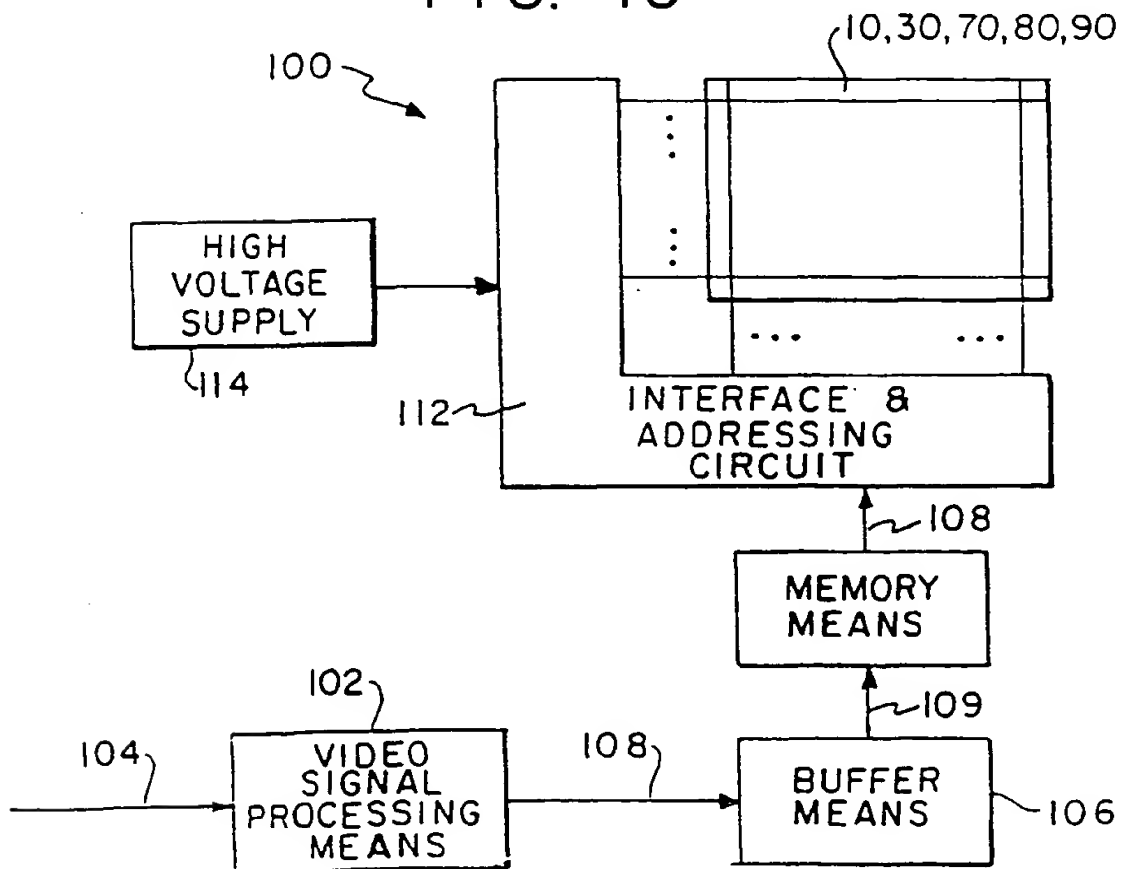 10,30,70,80,90
100
HIGH
VOLTAGE
SUPPLY
114
112
INTERFACE &
ADDRESSING
CIRCUIT
108
MEMORY
MEANS
109
102
104
VIDEO
SIGNAL
PROCESSING
MEANS
108
BUFFER
MEANS
106